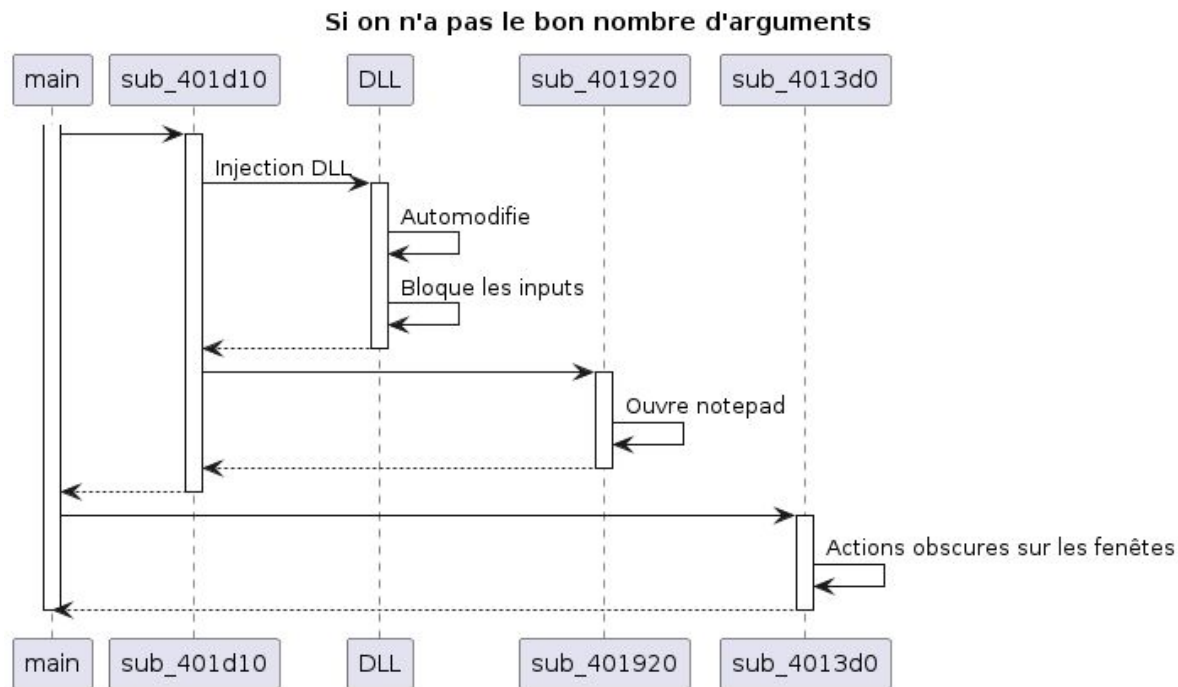 Si on n'a pas le bon nombre d'arguments
main sub_401d10 DLL sub_401920 sub_4013d0
Injection DLL
Automodifie
Bloque les inputs
Ouvre notepad
Actions obscures sur les fenêtes
main sub_401d10 DLL sub_401920 sub_4013d0